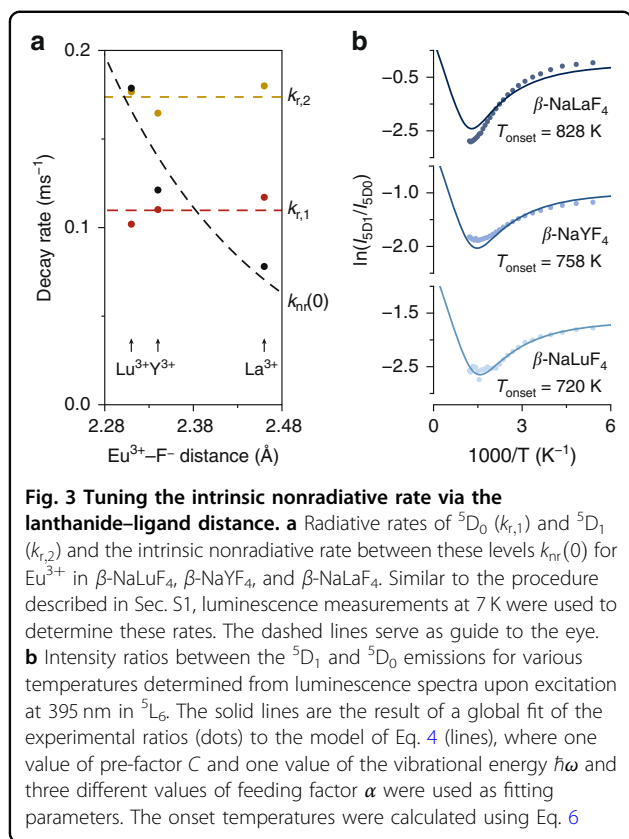 a
b
0.2
0.1
0.0
Decay rate (ms⁻¹)
k_r,2
k_r,1
k_nr(0)
Lu³⁺ Y³⁺
La³⁺
2.28
2.38
2.48
Eu³⁺–F⁻ distance (Å)
ln(I_5D1/I_5D0)
−0.5
−2.5
β-NaLaF₄
T_onset = 828 K
−1.0
−2.0
β-NaYF₄
T_onset = 758 K
−1.5
−2.5
β-NaLuF₄
T_onset = 720 K
0
3
6
1000/T (K⁻¹)
Fig. 3 Tuning the intrinsic nonradiative rate via the
lanthanide–ligand distance. a Radiative rates of ⁵D₀ (k_r,1) and ⁵D₁
(k_r,2) and the intrinsic nonradiative rate between these levels k_nr(0) for
Eu³⁺ in β-NaLuF₄, β-NaYF₄, and β-NaLaF₄. Similar to the procedure
described in Sec. S1, luminescence measurements at 7 K were used to
determine these rates. The dashed lines serve as guide to the eye.
b Intensity ratios between the ⁵D₁ and ⁵D₀ emissions for various
temperatures determined from luminescence spectra upon excitation
at 395 nm in ⁵L₆. The solid lines are the result of a global fit of the
experimental ratios (dots) to the model of Eq. 4 (lines), where one
value of pre-factor C and one value of the vibrational energy ℏω and
three different values of feeding factor α were used as fitting
parameters. The onset temperatures were calculated using Eq. 6